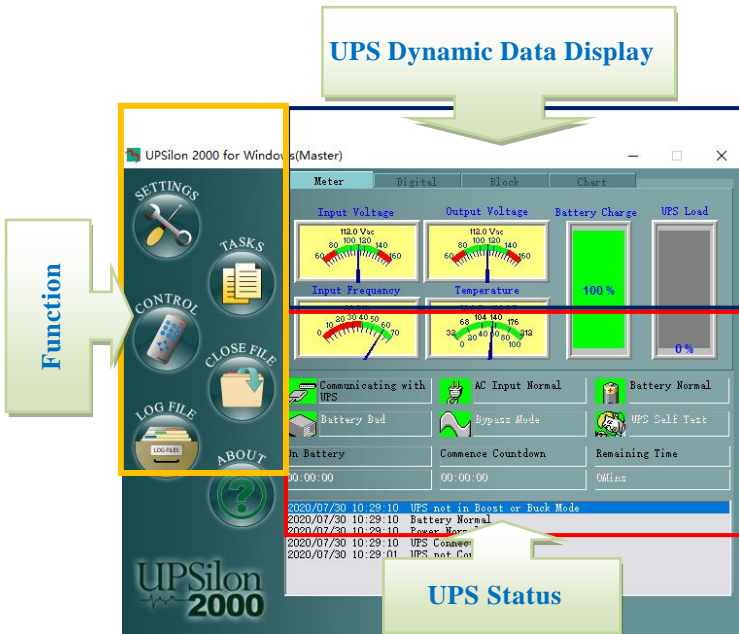 UPS Dynamic Data Display
UPSilon 2000 for Windows(Master)
Meter
Digital
Block
Chart
SETTINGS
TASKS
CONTROL
CLOSE FILE
LOG FILE
LOG FILES
ABOUT
Function
Input Voltage
Output Voltage
Battery Charge
UPS Load
112.0 Vac
60 80 100 120 140 160
112.0 Vac
60 80 100 120 140 160
Input Frequency
Temperature
0 10 20 30 40 50 60 70
32 68 104 140 176 212
0 20 40 60 80 100
100 %
0 %
Communicating with
UPS
AC Input Normal
Battery Normal
Battery Bad
Bypass Mode
UPS Self Test
On Battery
Commence Countdown
Remaining Time
00:00:00
00:00:00
0Mins
2020/07/30 10:29:10 UPS not in Boost or Buck Mode
2020/07/30 10:29:10 Battery Normal
2020/07/30 10:29:10 Power Normal
2020/07/30 10:29:10 UPS
2020/07/30 10:29:01 UPS not
UPSilon
2000
UPS Status